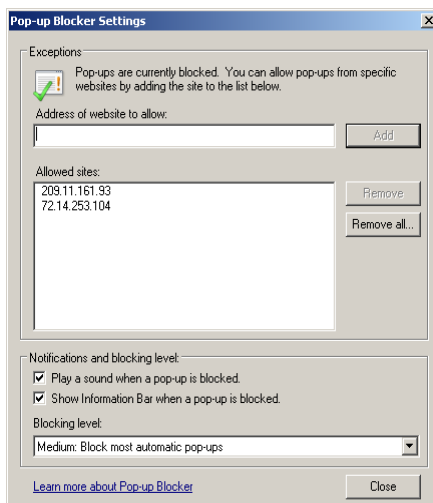 Pop-up Blocker Settings
Exceptions
Pop-ups are currently blocked. You can allow pop-ups from specific
websites by adding the site to the list below.
Address of website to allow:
Add
Allowed sites:
209.11.161.93
72.14.253.104
Remove
Remove all...
Notifications and blocking level:
Play a sound when a pop-up is blocked.
Show Information Bar when a pop-up is blocked.
Blocking level:
Medium: Block most automatic pop-ups
Learn more about Pop-up Blocker
Close